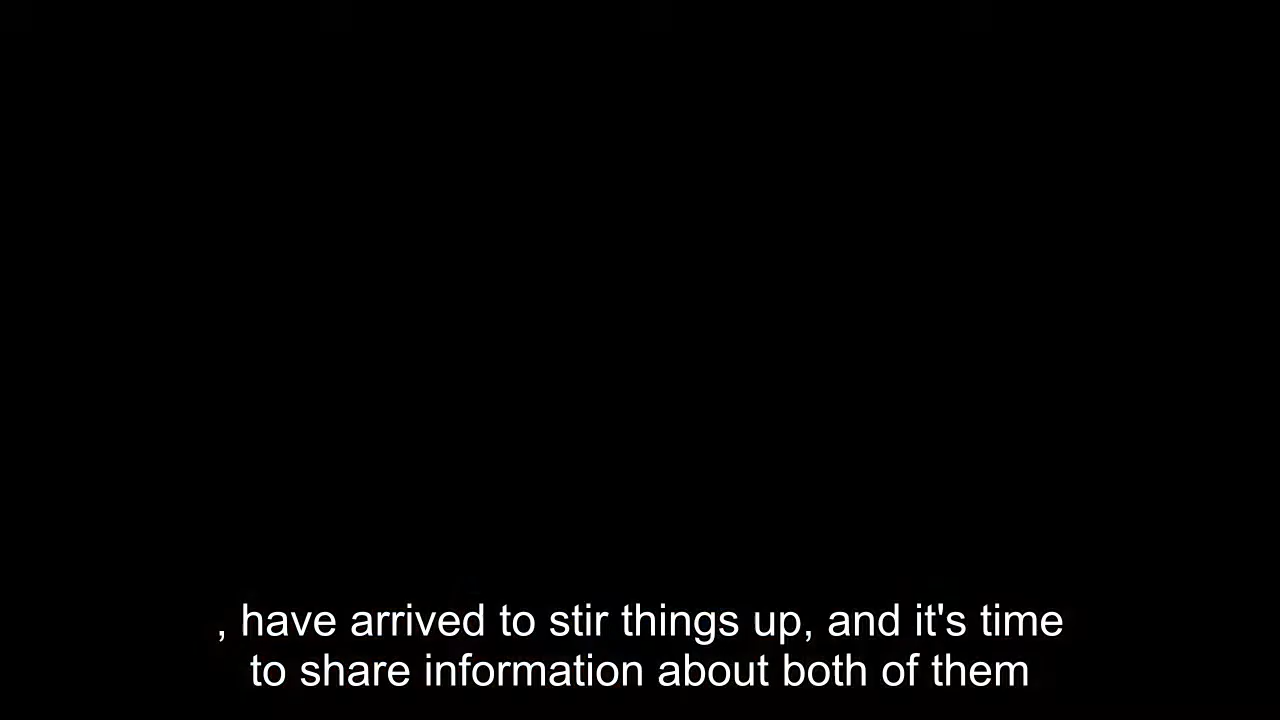 , have arrived to stir things up, and it's time
to share information about both of them